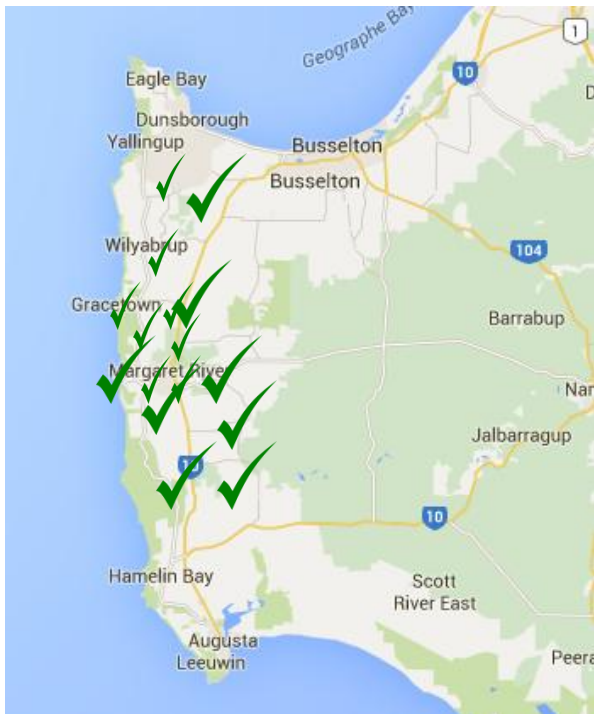 Geographe Bay
1
10
Eagle Bay
Dunsborough
Yallingup
Busselton
Busselton
Wilyabrup
104
Gracetown
Barrabup
Margaret River
Nan
Jalbarragup
10
10
Hamelin Bay
Scott
River East
Augusta
Leeuwin
Peera